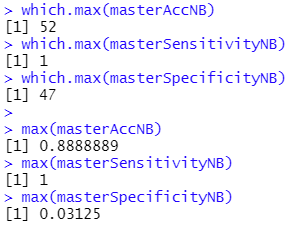 > which.max(masterAccNB)
[1] 52
> which.max(masterSensitivityNB)
[1] 1
> which.max(masterSpecificityNB)
[1] 47
>
> max(masterAccNB)
[1] 0.8888889
> max(masterSensitivityNB)
[1] 1
> max(masterSpecificityNB)
[1] 0.03125